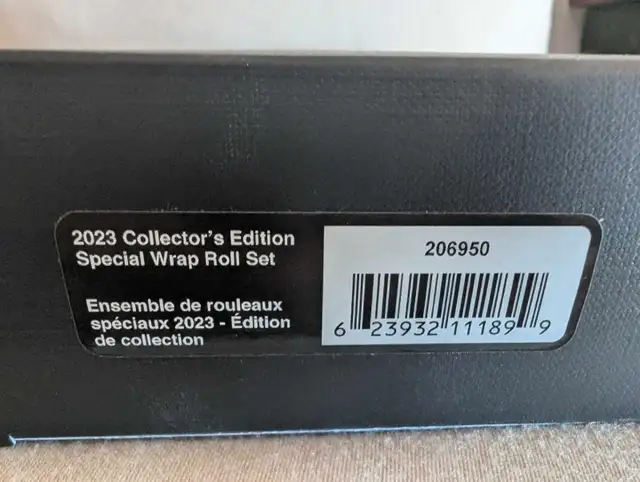 2023 Collector's Edition
Special Wrap Roll Set
Ensemble de rouleaux
spéciaux 2023 - Édition
de collection
206950
6 23932 11189 9